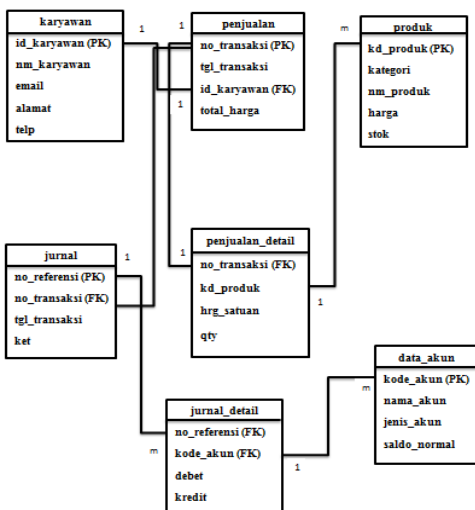 karyawan
id_karyawan (PK)
nm_karyawan
email
alamat
telp
1
1
penjualan
no_transaksi (PK)
tgl_transaksi
id_karyawan (FK)
total_harga
1
m
produk
kd_produk (PK)
kategori
nm_produk
harga
stok
jurnal
no_referensi (PK)
no_transaksi (FK)
tgl_transaksi
ket
1
1
penjualan_detail
no_transaksi (FK)
kd_produk
hrg_satuan
qty
1
jurnal_detail
no_referensi (FK)
kode_akun (FK)
debet
kredit
m
1
data_akun
kode_akun (PK)
nama_akun
jenis_akun
saldo_normal
m